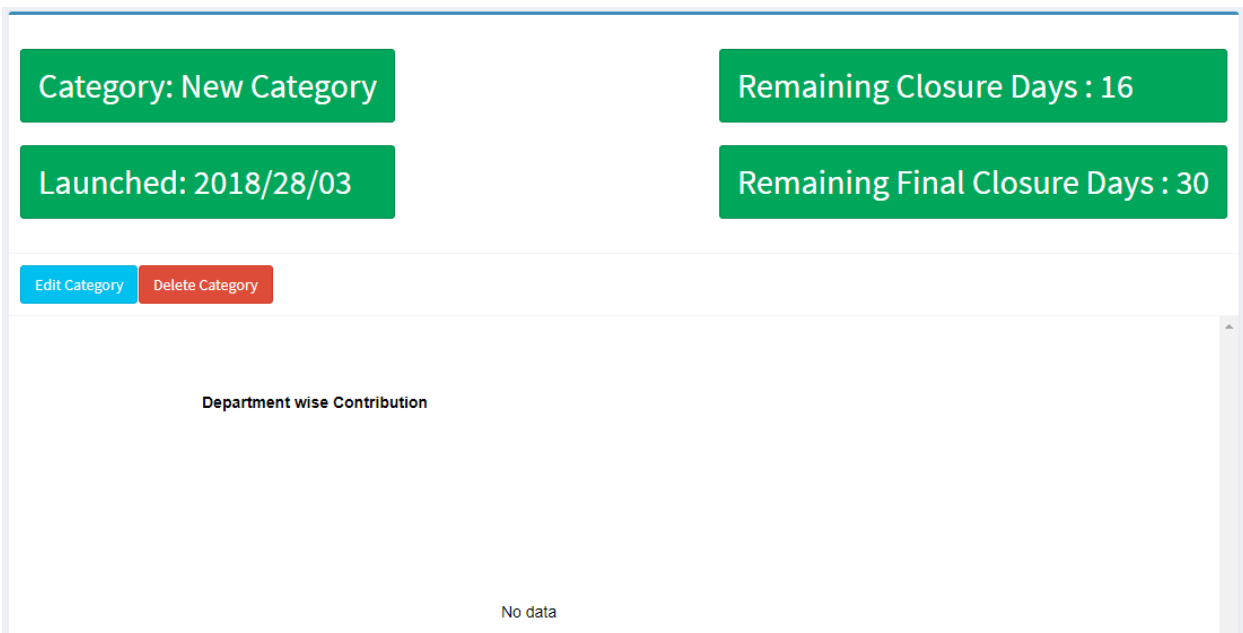 Category: New Category
Remaining Closure Days : 16
Launched: 2018/28/03
Remaining Final Closure Days : 30
Edit Category
Delete Category
Department wise Contribution
No data